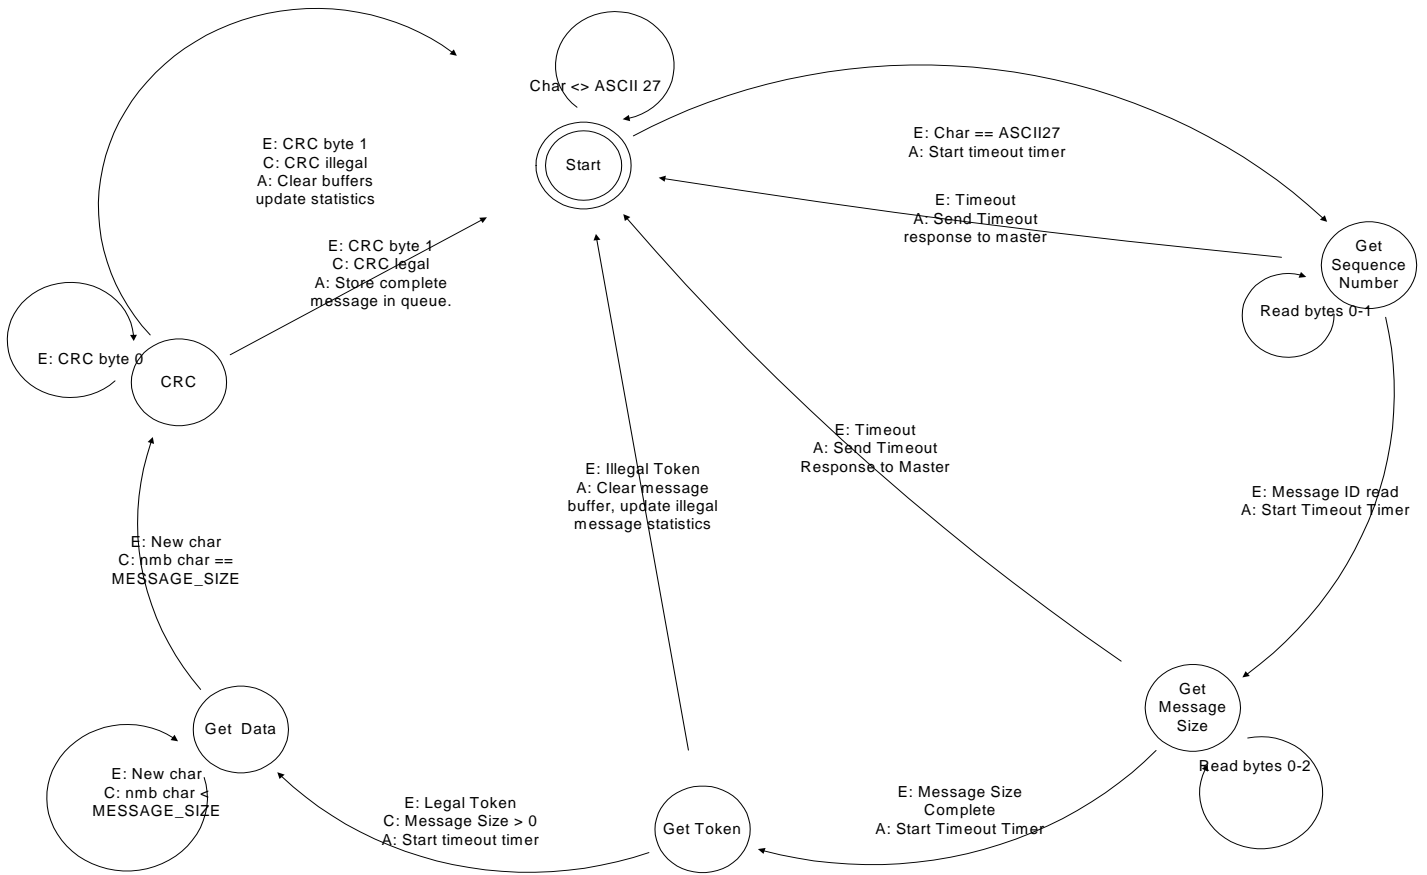 Char <> ASCII 27
E: Char == ASCII27
A: Start timeout timer
E: CRC byte 1
C: CRC illegal
A: Clear buffers
update statistics
Start
E: Timeout
A: Send Timeout
response to master
E: CRC byte 1
C: CRC legal
A: Store complete
message in queue.
Get
Sequence
Number
Read bytes 0-1
E: CRC byte 0
CRC
E: Timeout
A: Send Timeout
Response to Master
E: Illegal Token
A: Clear message
buffer, update illegal
message statistics
E: Message ID read
A: Start Timeout Timer
E: New char
C: nmb char ==
MESSAGE_SIZE
Get
Message
Size
Get Data
Read bytes 0-2
E: New char
C: nmb char <
MESSAGE_SIZE
E: Legal Token
C: Message Size > 0
A: Start timeout timer
Get Token
E: Message Size
Complete
A: Start Timeout Timer